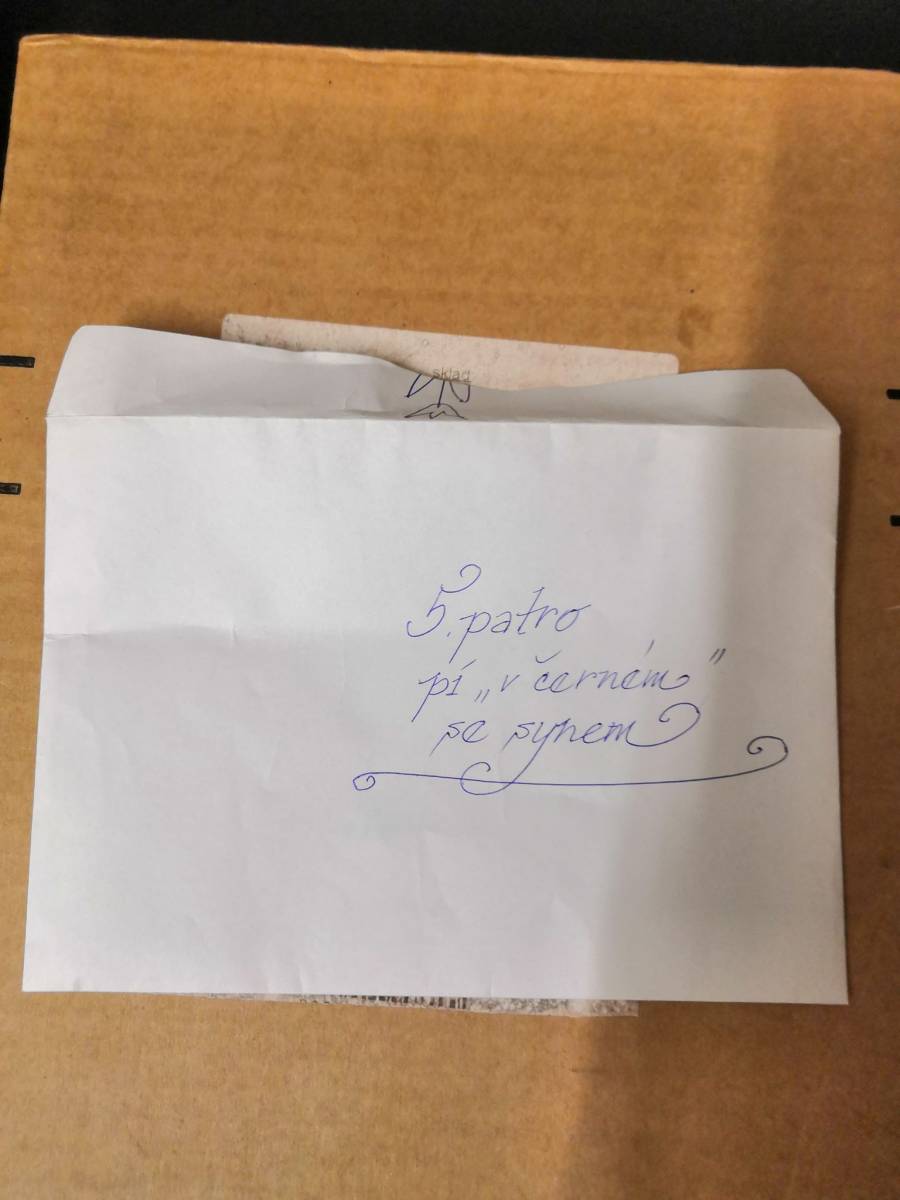 sklad
5. patro
pí „v černém"
se synem